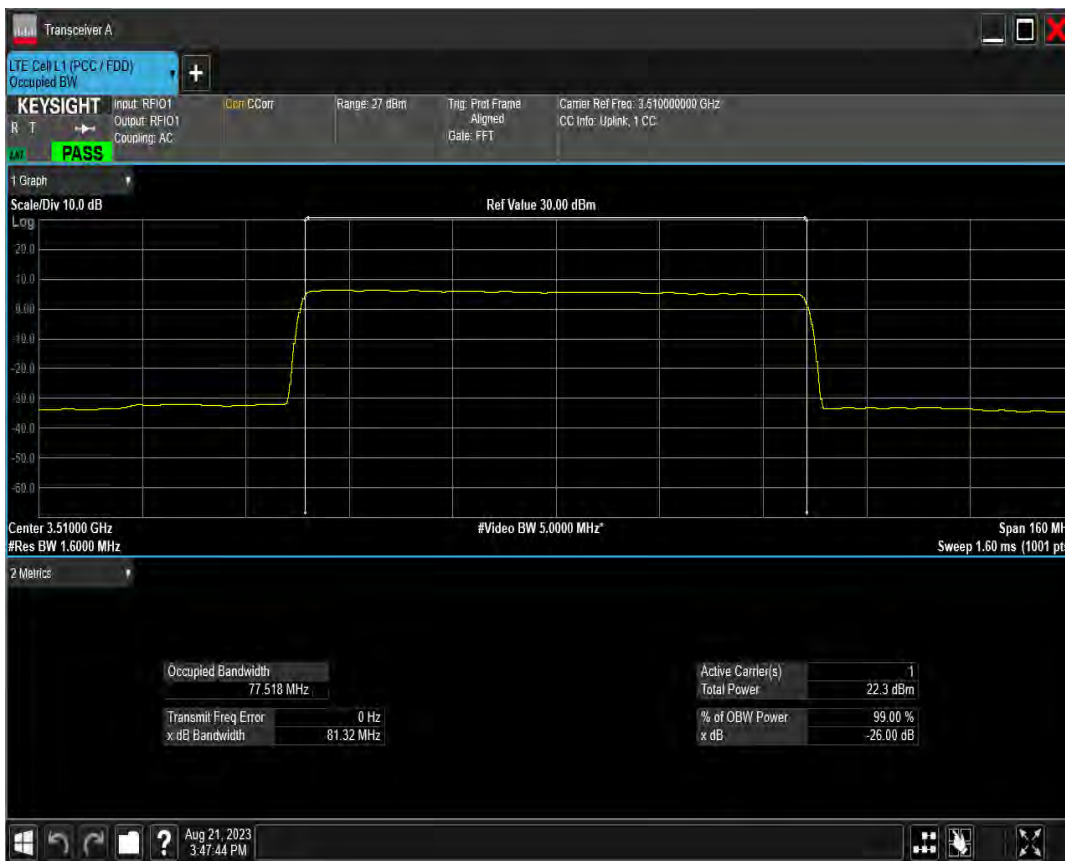 Transceiver A
LTE Cell L1 (PCC / FDD)
Occupied BW
KEYSIGHT
R T
PASS
Input: RFIO1
Output: RFIO1
Coupling: AC
Corr CCorr
Range: 27 dBm
Trig: Prot Frame
Aligned
Gate: FFT
Carrier Ref Freq: 3.510000000 GHz
CC Info: Uplink, 1 CC
1 Graph
Scale/Div 10.0 dB
Ref Value 30.00 dBm
Log
20.0
10.0
0.00
-10.0
-20.0
-30.0
-40.0
-50.0
-60.0
Center 3.51000 GHz
#Video BW 5.0000 MHz*
Span 160 MH
#Res BW 1.6000 MHz
Sweep 1.60 ms (1001 pts
2 Metrics
Occupied Bandwidth
77.518 MHz
Transmit Freq Error 0 Hz
x dB Bandwidth 81.32 MHz
Active Carrier(s) 1
Total Power 22.3 dBm
% of OBW Power 99.00 %
x dB -26.00 dB
?
Aug 21, 2023
3:47:44 PM